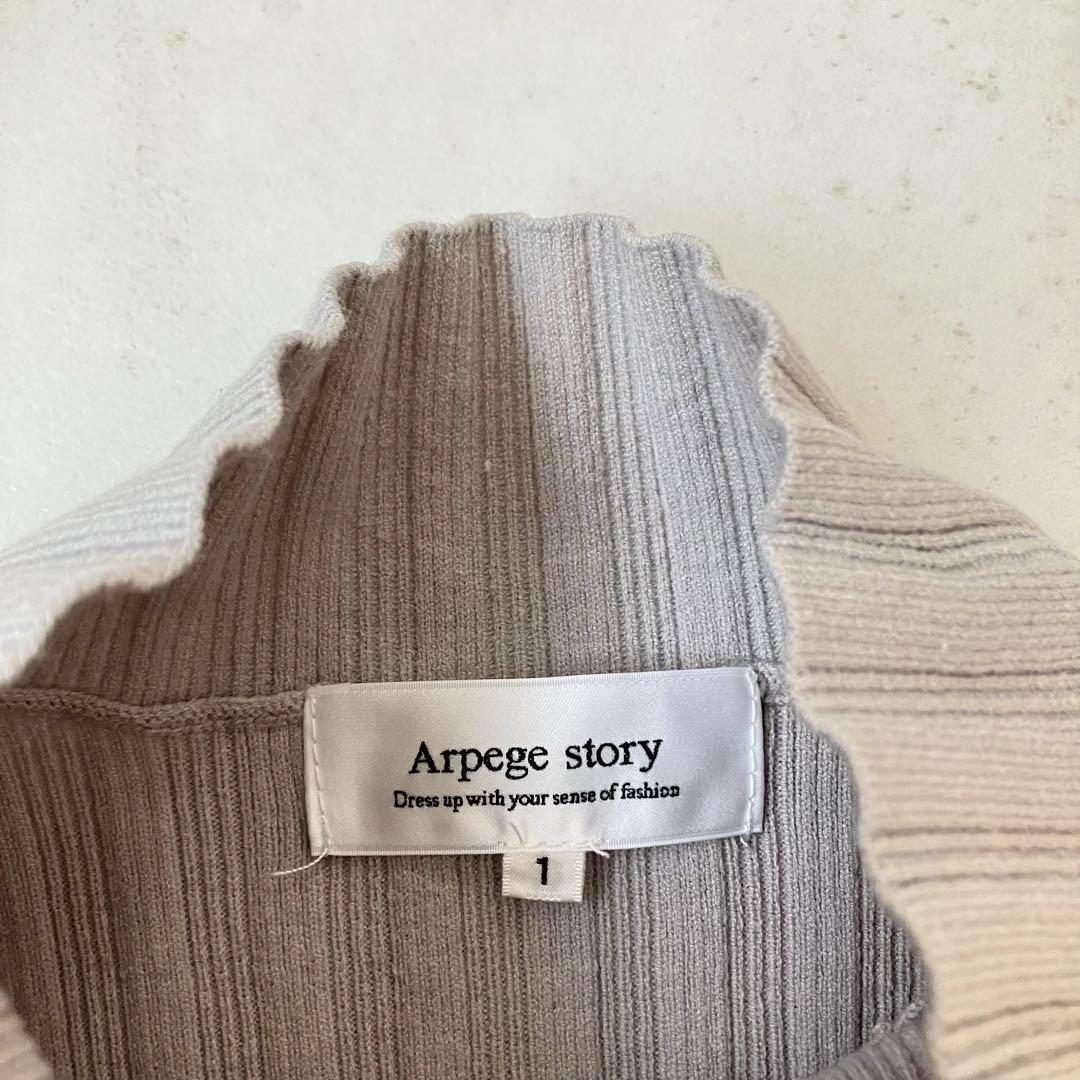 Arpege story
Dress up with your sense of fashion
1